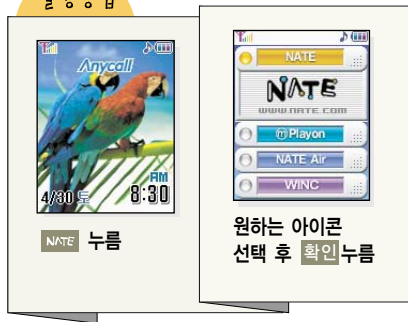 Anycall
AM
4/30 토 8:30
NATE 누름
NATE
NATE
WWW.NATE.COM
ⓜPlayon
NATE Air
WINC
원하는 아이콘
선택 후 확인누름